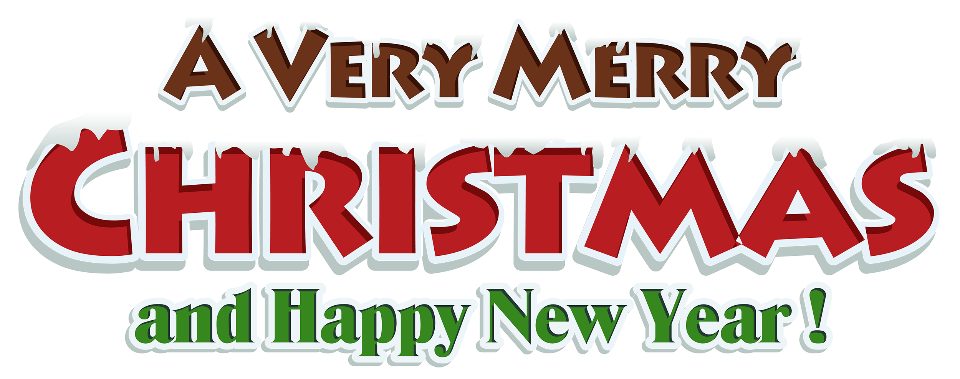 A VERY MERRY
CHRISTMAS
and Happy New Year !